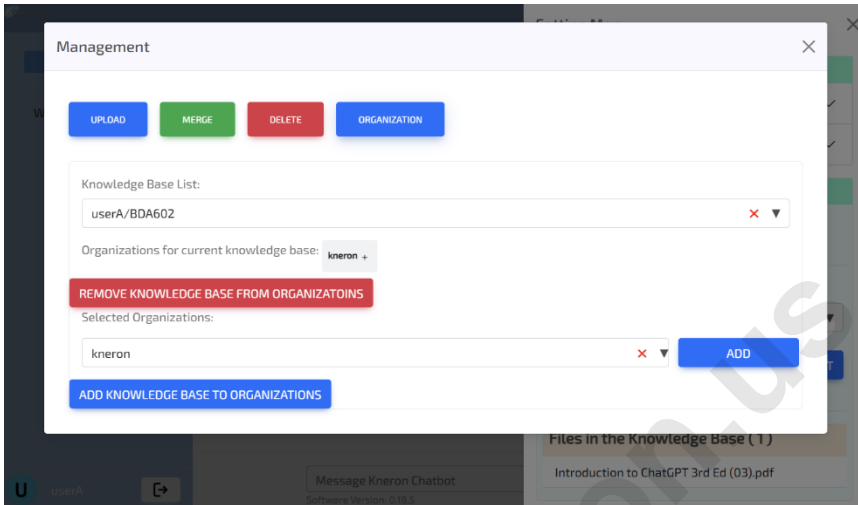 Management
UPLOAD MERGE DELETE ORGANIZATION
Knowledge Base List:
userA/BDA602
Organizations for current knowledge base: kneron +
REMOVE KNOWLEDGE BASE FROM ORGANIZATOINS
Selected Organizations:
kneron
ADD
ADD KNOWLEDGE BASE TO ORGANIZATIONS
Files in the Knowledge Base ( 1 )
Introduction to ChatGPT 3rd Ed (03).pdf
Message Kneron Chatbot
Software Version: 0.18.5
U userA